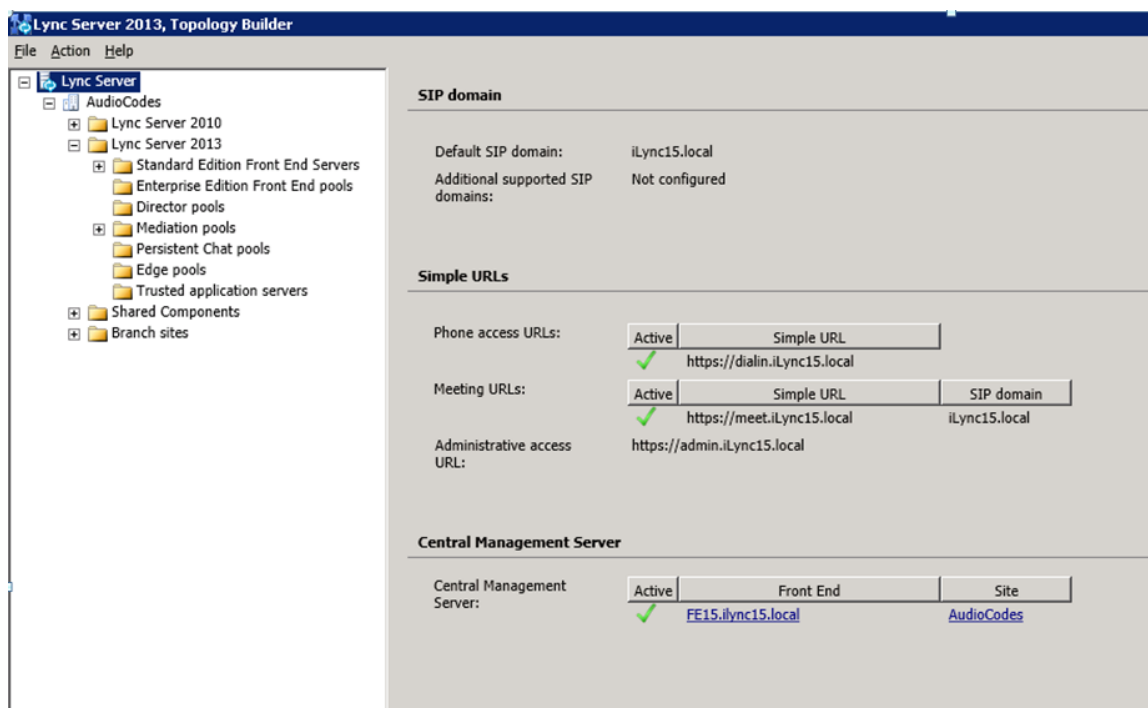 Lync Server 2013, Topology Builder
File Action Help
Lync Server
AudioCodes
Lync Server 2010
Lync Server 2013
Standard Edition Front End Servers
Enterprise Edition Front End pools
Director pools
Mediation pools
Persistent Chat pools
Edge pools
Trusted application servers
Shared Components
Branch sites
SIP domain
Default SIP domain: iLync15.local
Additional supported SIP Not configured
domains:
Simple URLs
Phone access URLs: Active Simple URL
https://dialin.iLync15.local
Meeting URLs: Active Simple URL SIP domain
https://meet.iLync15.local iLync15.local
Administrative access https://admin.iLync15.local
URL:
Central Management Server
Central Management Active Front End Site
Server:
FE15.ilync15.local AudioCodes